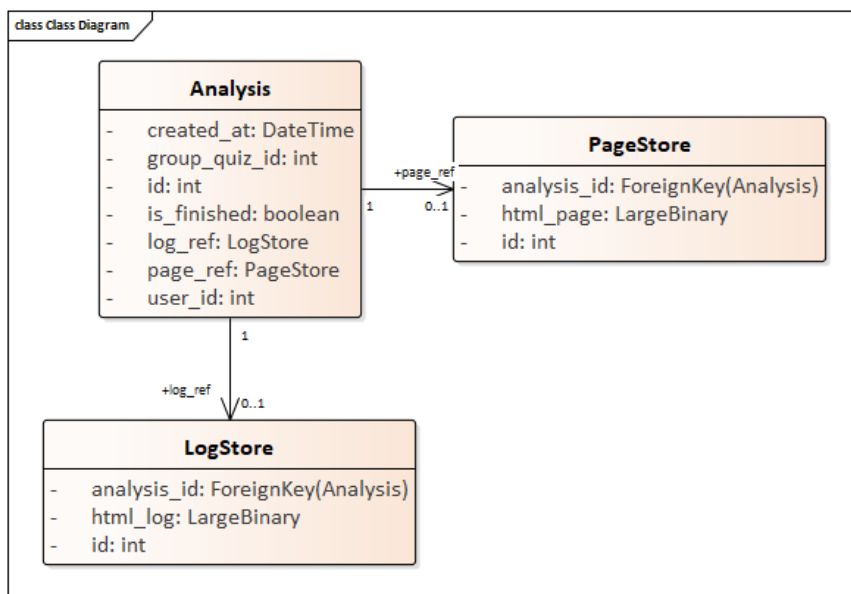 class Class Diagram
Analysis
- created_at: DateTime
- group_quiz_id: int
- id: int
- is_finished: boolean
- log_ref: LogStore
- page_ref: PageStore
- user_id: int
+page_ref
1
0..1
PageStore
- analysis_id: ForeignKey(Analysis)
- html_page: LargeBinary
- id: int
1
+log_ref
0..1
LogStore
- analysis_id: ForeignKey(Analysis)
- html_log: LargeBinary
- id: int